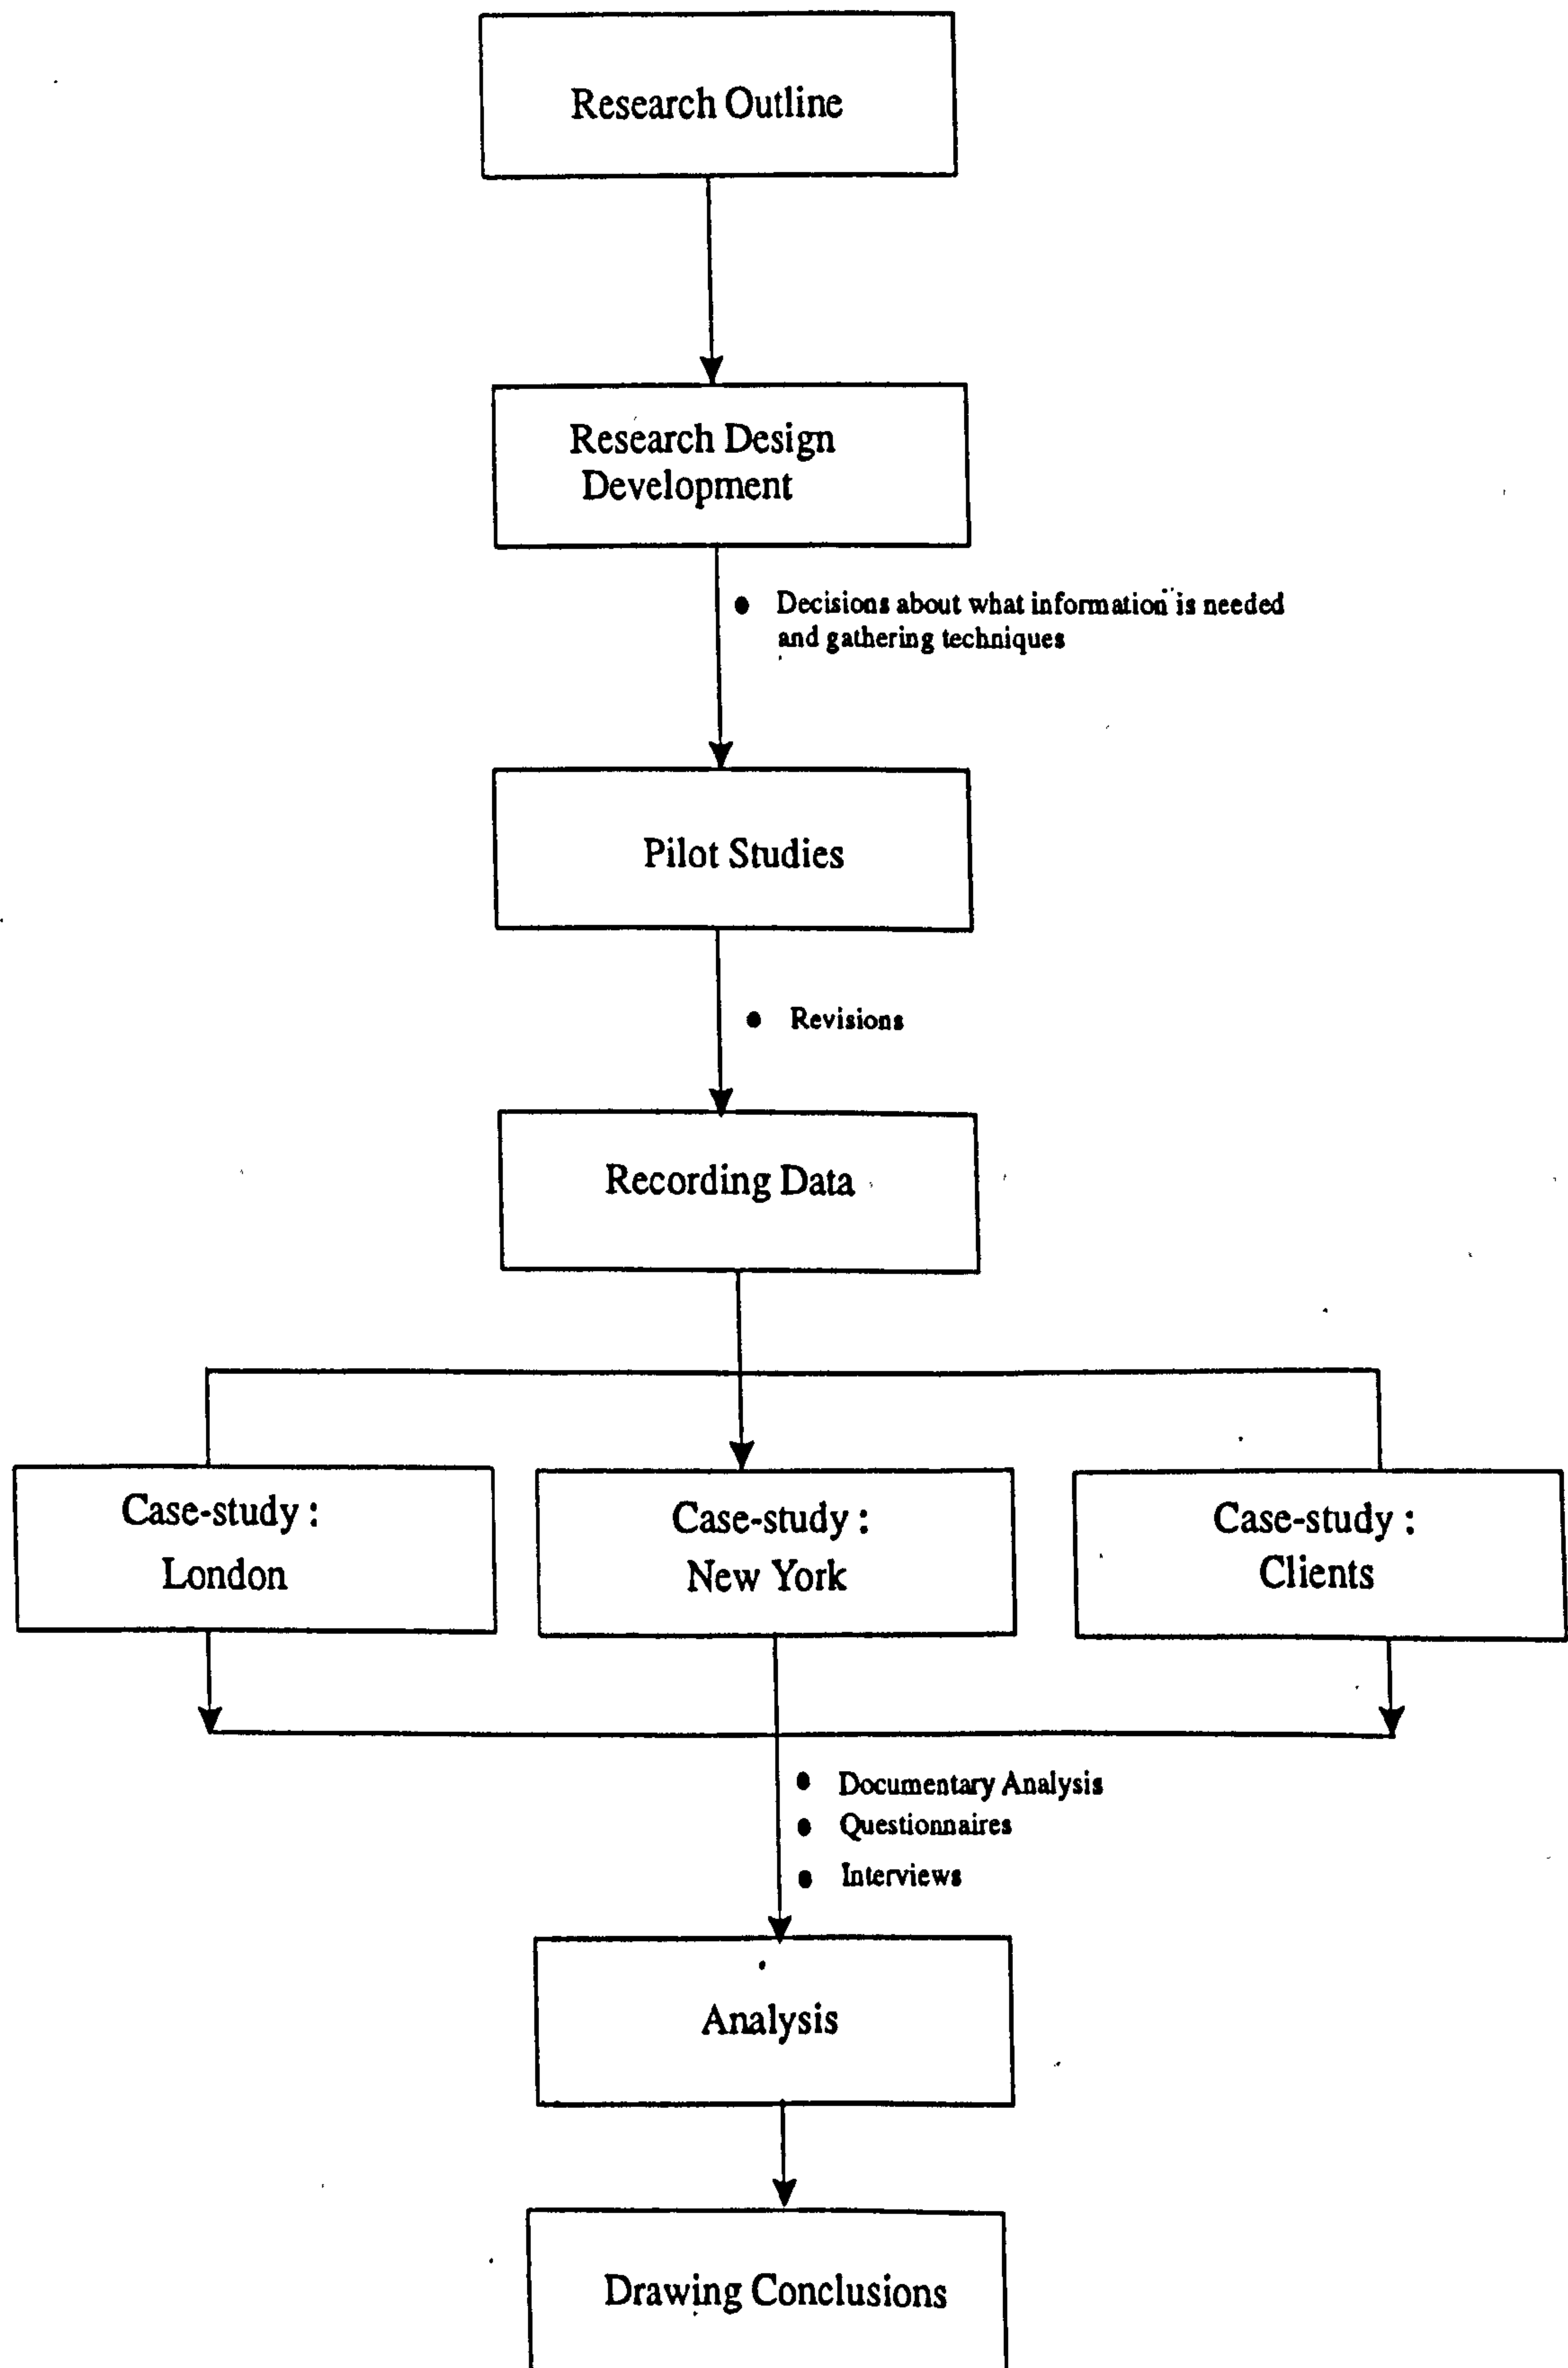 Research Outline
Research Design
Development
• Decisions about what information is needed
and gathering techniques
Pilot Studies
• Revisions
Recording Data
Case-study :
London
Case-study :
New York
Case-study :
Clients
• Documentary Analysis
• Questionnaires
• Interviews
Analysis
Drawing Conclusions